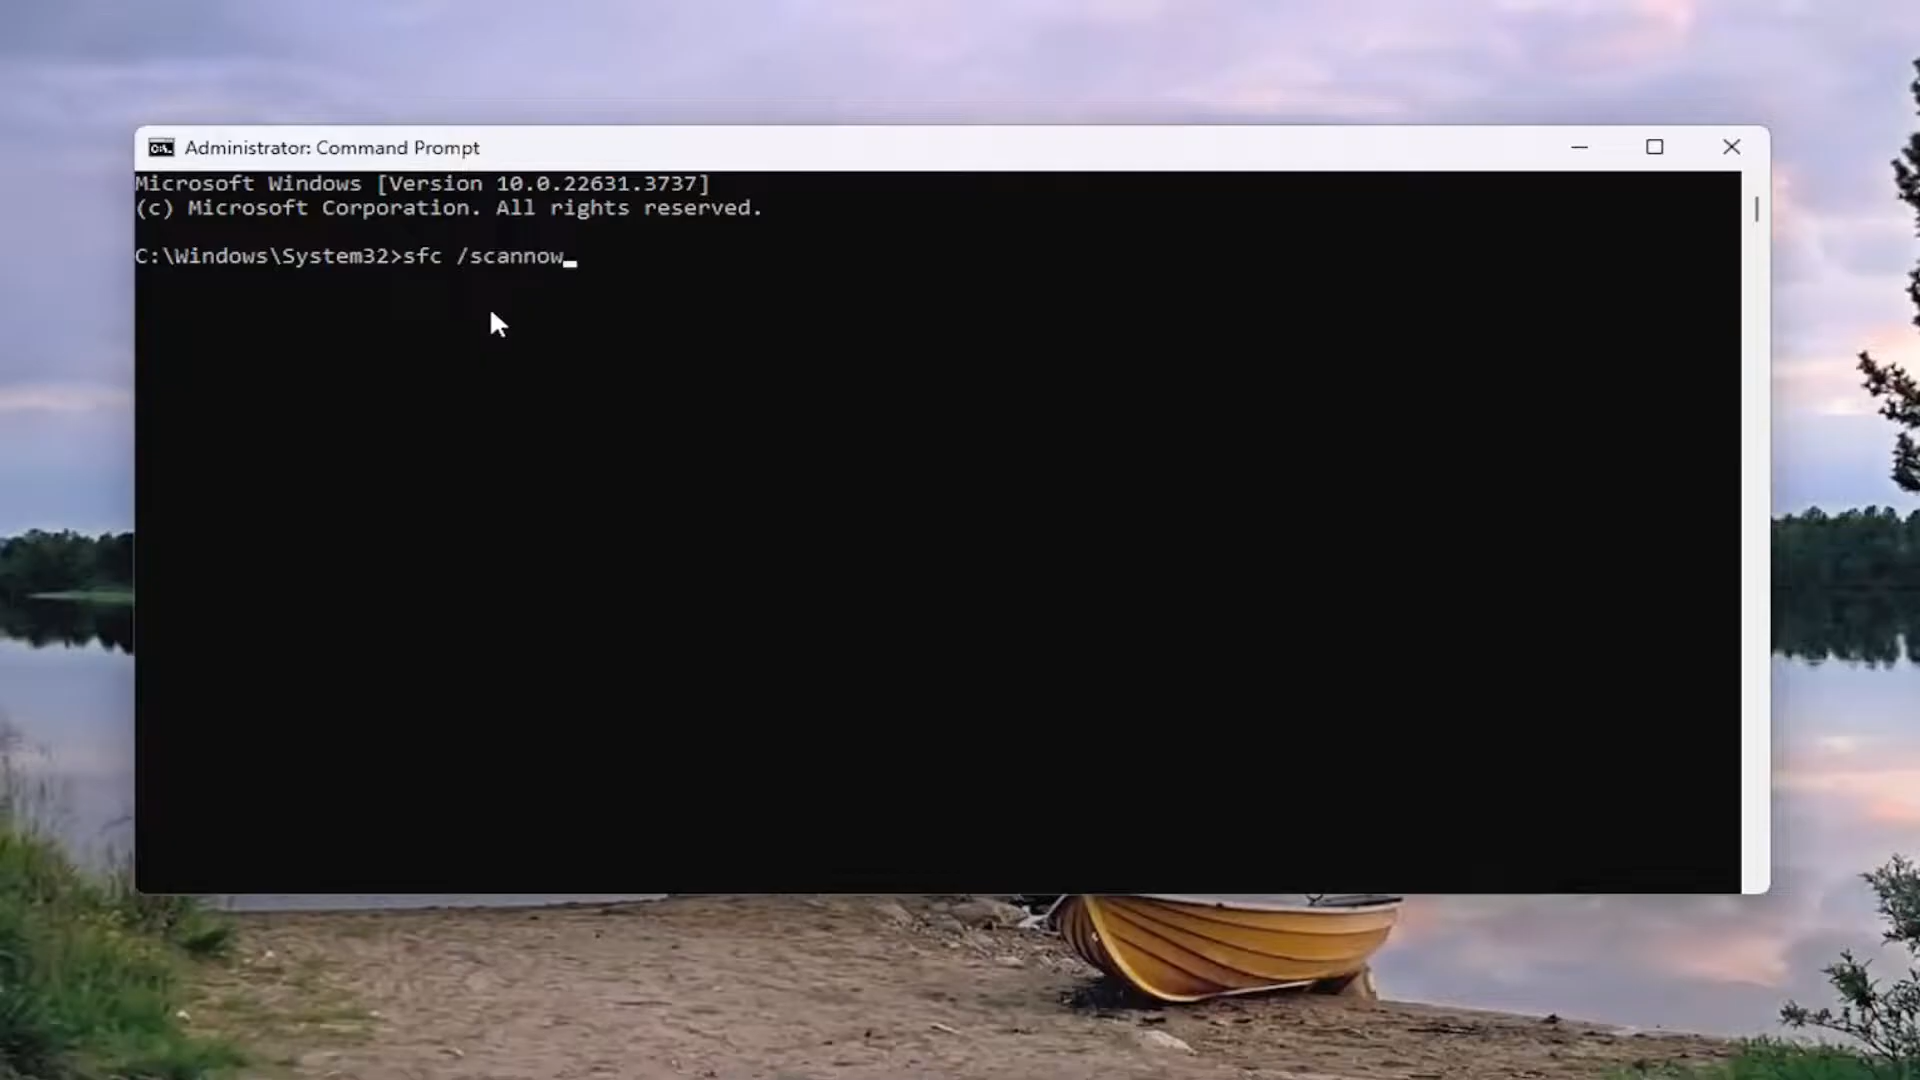 Administrator: Command Prompt
Microsoft Windows [Version 10.0.22631.3737]
(c) Microsoft Corporation. All rights reserved.
C:\Windows\System32>sfc /scannow